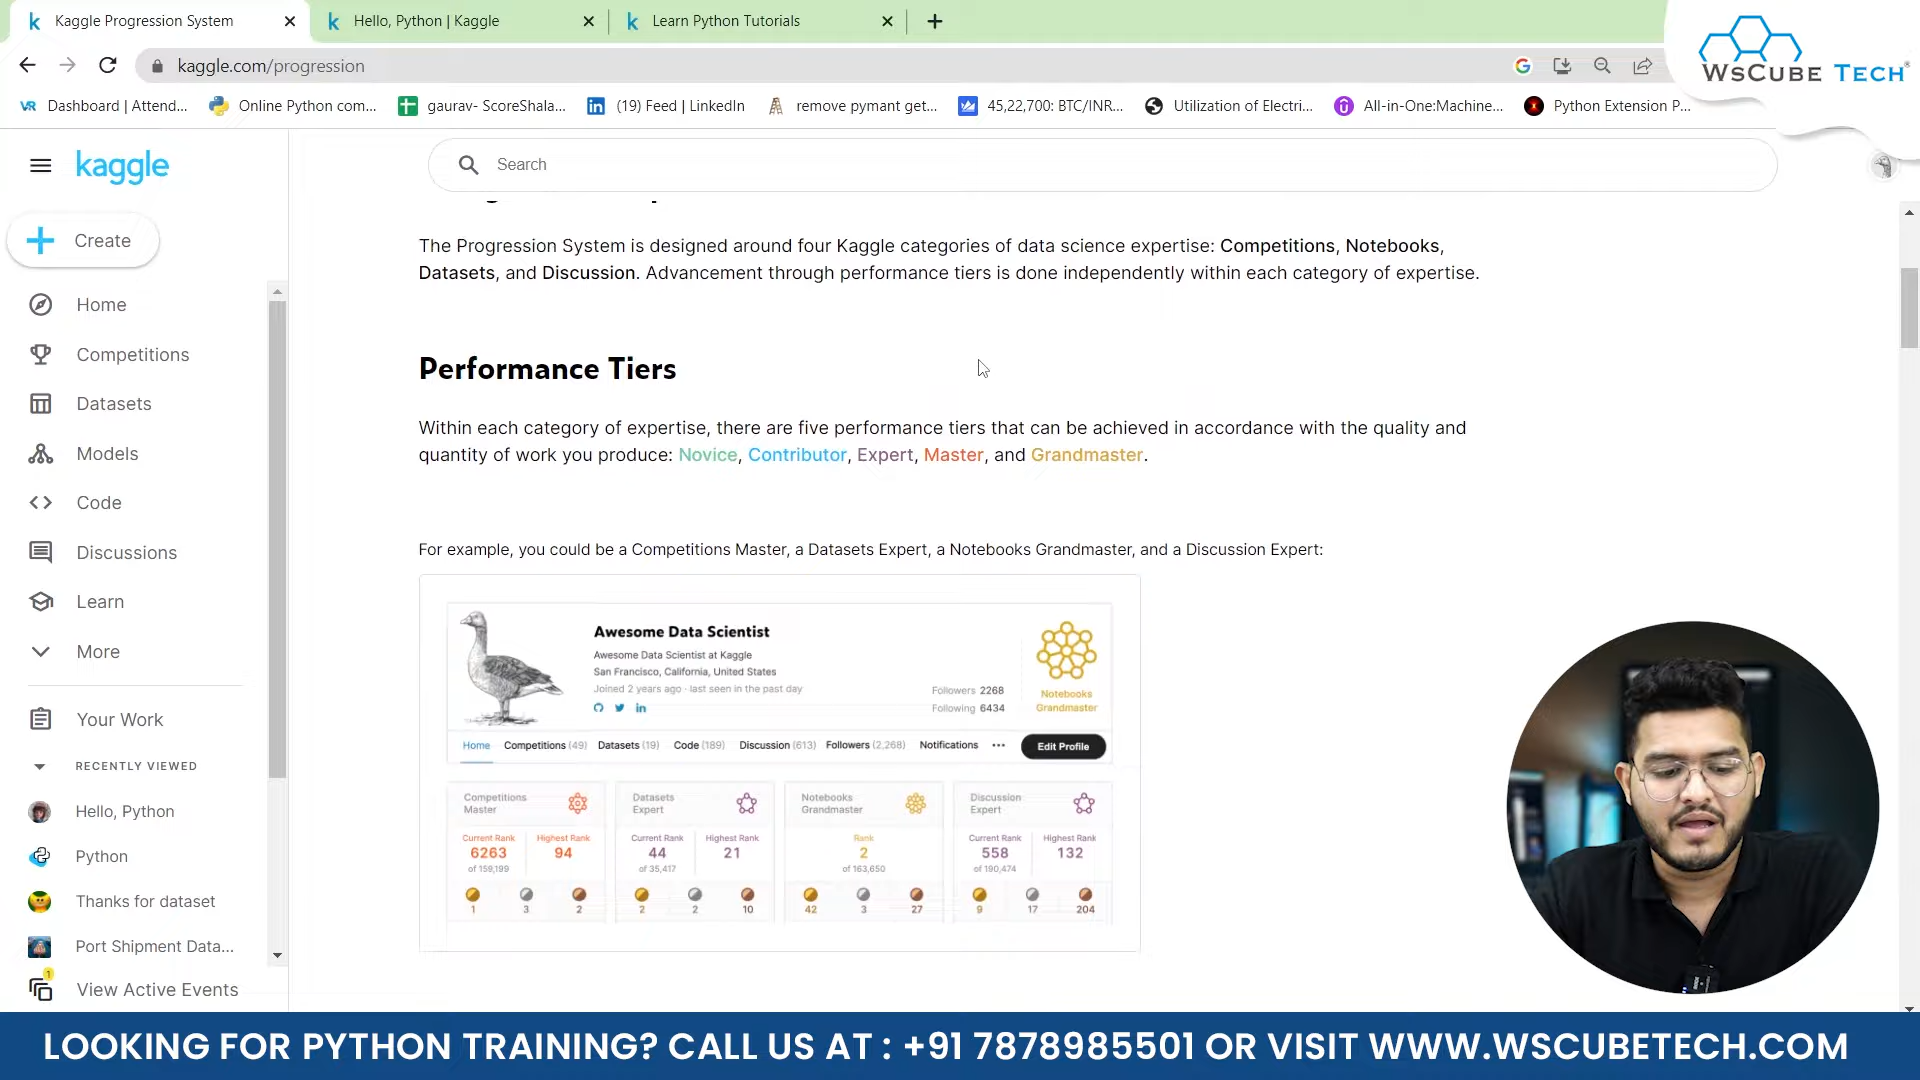 Kaggle Progression System
Hello, Python | Kaggle
Learn Python Tutorials
kaggle.com/progression
WsCube Tech
Dashboard | Attend...
Online Python com...
gaurav- ScoreShala...
(19) Feed | LinkedIn
remove pymant get...
45,22,700: BTC/INR...
Utilization of Electri...
All-in-One:Machine...
Python Extension P...
kaggle
Search
Create
Home
Competitions
Datasets
Models
Code
Discussions
Learn
More
Your Work
RECENTLY VIEWED
Hello, Python
Python
Thanks for dataset
Port Shipment Data...
1
View Active Events
The Progression System is designed around four Kaggle categories of data science expertise: Competitions, Notebooks,
Datasets, and Discussion. Advancement through performance tiers is done independently within each category of expertise.
Performance Tiers
Within each category of expertise, there are five performance tiers that can be achieved in accordance with the quality and
quantity of work you produce: Novice, Contributor, Expert, Master, and Grandmaster.
For example, you could be a Competitions Master, a Datasets Expert, a Notebooks Grandmaster, and a Discussion Expert:
Awesome Data Scientist
Awesome Data Scientist at Kaggle
San Francisco, California, United States
Joined 2 years ago · last seen in the past day
Followers 2268
Following 6434
Notebooks
Grandmaster
Home Competitions (49) Datasets (19) Code (189) Discussion (613) Followers (2,268) Notifications ••• Edit Profile
Competitions
Master
Current Rank Highest Rank
6263 94
of 159,199
1 3 2
Datasets
Expert
Current Rank Highest Rank
44 21
of 35,417
2 2 10
Notebooks
Grandmaster
Rank
2
of 163,650
42 3 27
Discussion
Expert
Current Rank Highest Rank
558 132
of 190,474
9 17 204
LOOKING FOR PYTHON TRAINING? CALL US AT : +91 7878985501 OR VISIT WWW.WSCUBETECH.COM